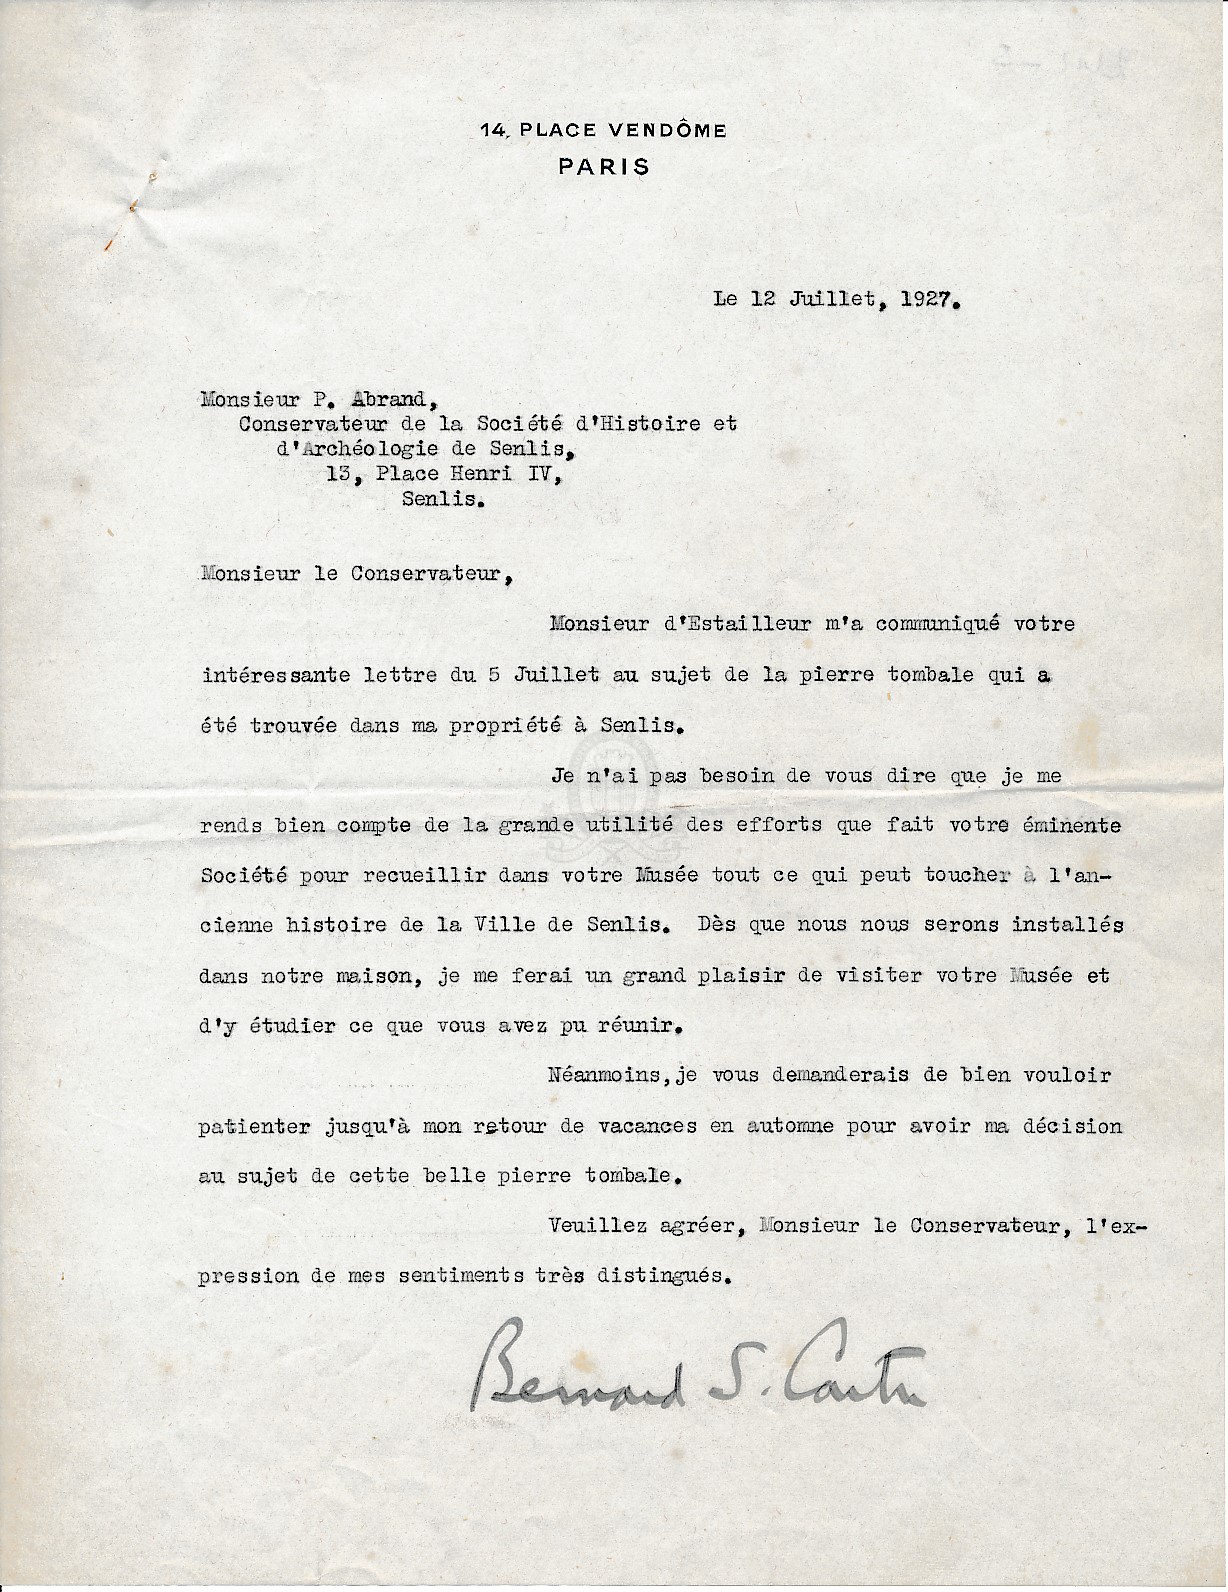 14, PLACE VENDÔME
PARIS
Le 12 Juillet, 1927.
Monsieur P. Abrand,
Conservateur de la Société d'Histoire et
d'Archéologie de Senlis,
13, Place Henri IV,
Senlis.
Monsieur le Conservateur,
Monsieur d'Estailleur m'a communiqué votre
intéressante lettre du 5 Juillet au sujet de la pierre tombale qui a
été trouvée dans ma propriété à Senlis.
Je n'ai pas besoin de vous dire que je me
rends bien compte de la grande utilité des efforts que fait votre éminente
Société pour recueillir dans votre Musée tout ce qui peut toucher à l'an-
cienne histoire de la Ville de Senlis. Dès que nous nous serons installés
dans notre maison, je me ferai un grand plaisir de visiter votre Musée et
d'y étudier ce que vous avez pu réunir.
Néanmoins, je vous demanderais de bien vouloir
patienter jusqu'à mon retour de vacances en automne pour avoir ma décision
au sujet de cette belle pierre tombale.
Veuillez agréer, Monsieur le Conservateur, l'ex-
pression de mes sentiments très distingués.
Bernard S. Carter